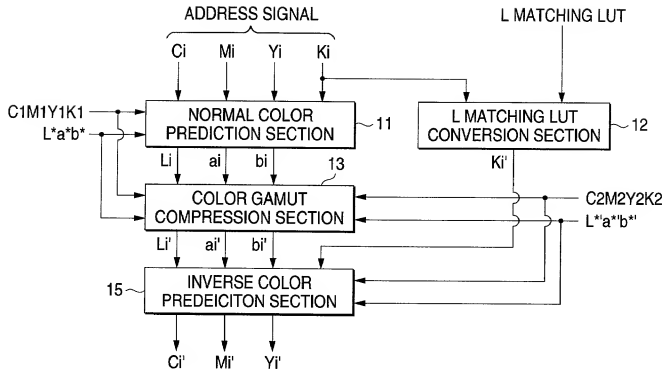 ADDRESS SIGNAL
L MATCHING LUT
Ci Mi Yi Ki
C1M1Y1K1
L*a*b*
NORMAL COLOR
PREDICTION SECTION
11
L MATCHING LUT
CONVERSION SECTION
12
Li ai bi
Ki'
13
COLOR GAMUT
COMPRESSION SECTION
C2M2Y2K2
L*'a*'b*'
Li' ai' bi'
15
INVERSE COLOR
PREDEICITON SECTION
Ci' Mi' Yi'